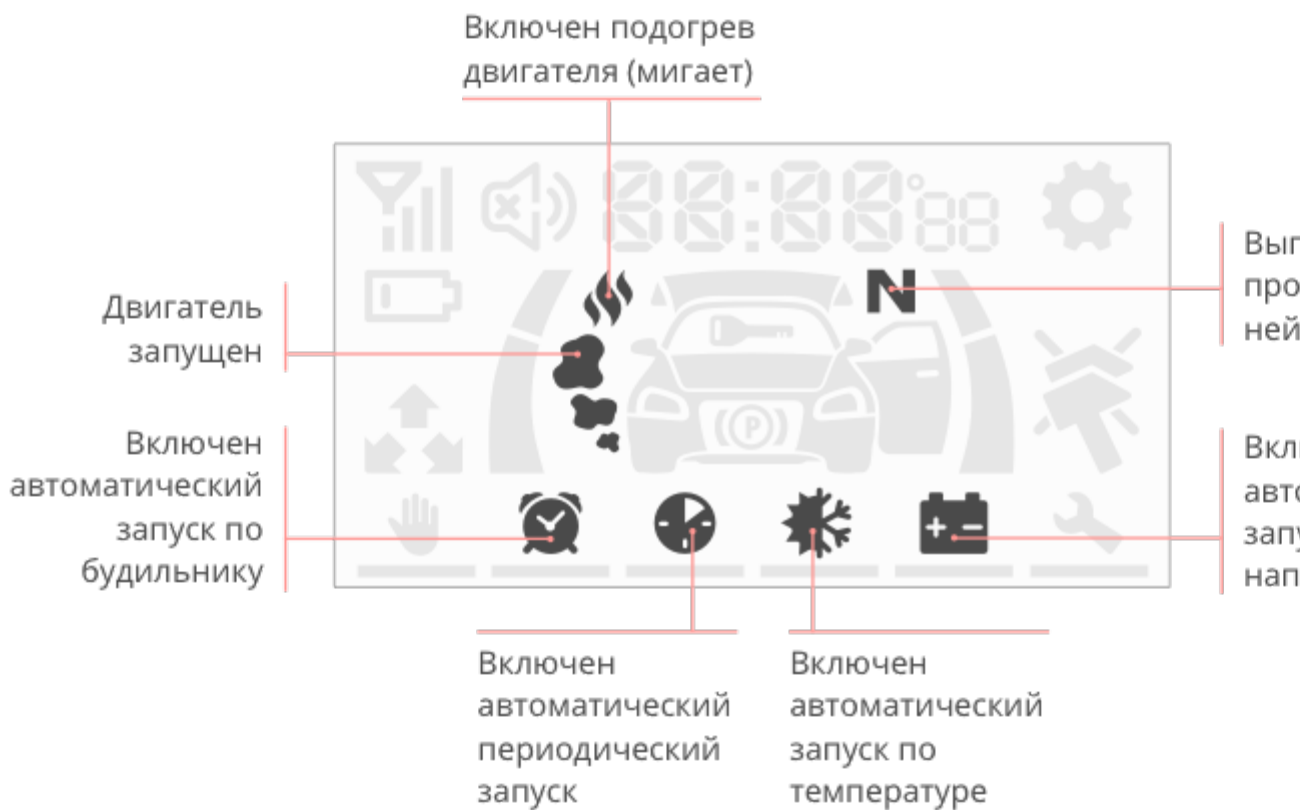 Включен подогрев
двигателя (мигает)
Двигатель
запущен
Включен
автоматический
запуск по
будильнику
N
P
Включен
автоматический
периодический
запуск
Включен
автоматический
запуск по
температуре